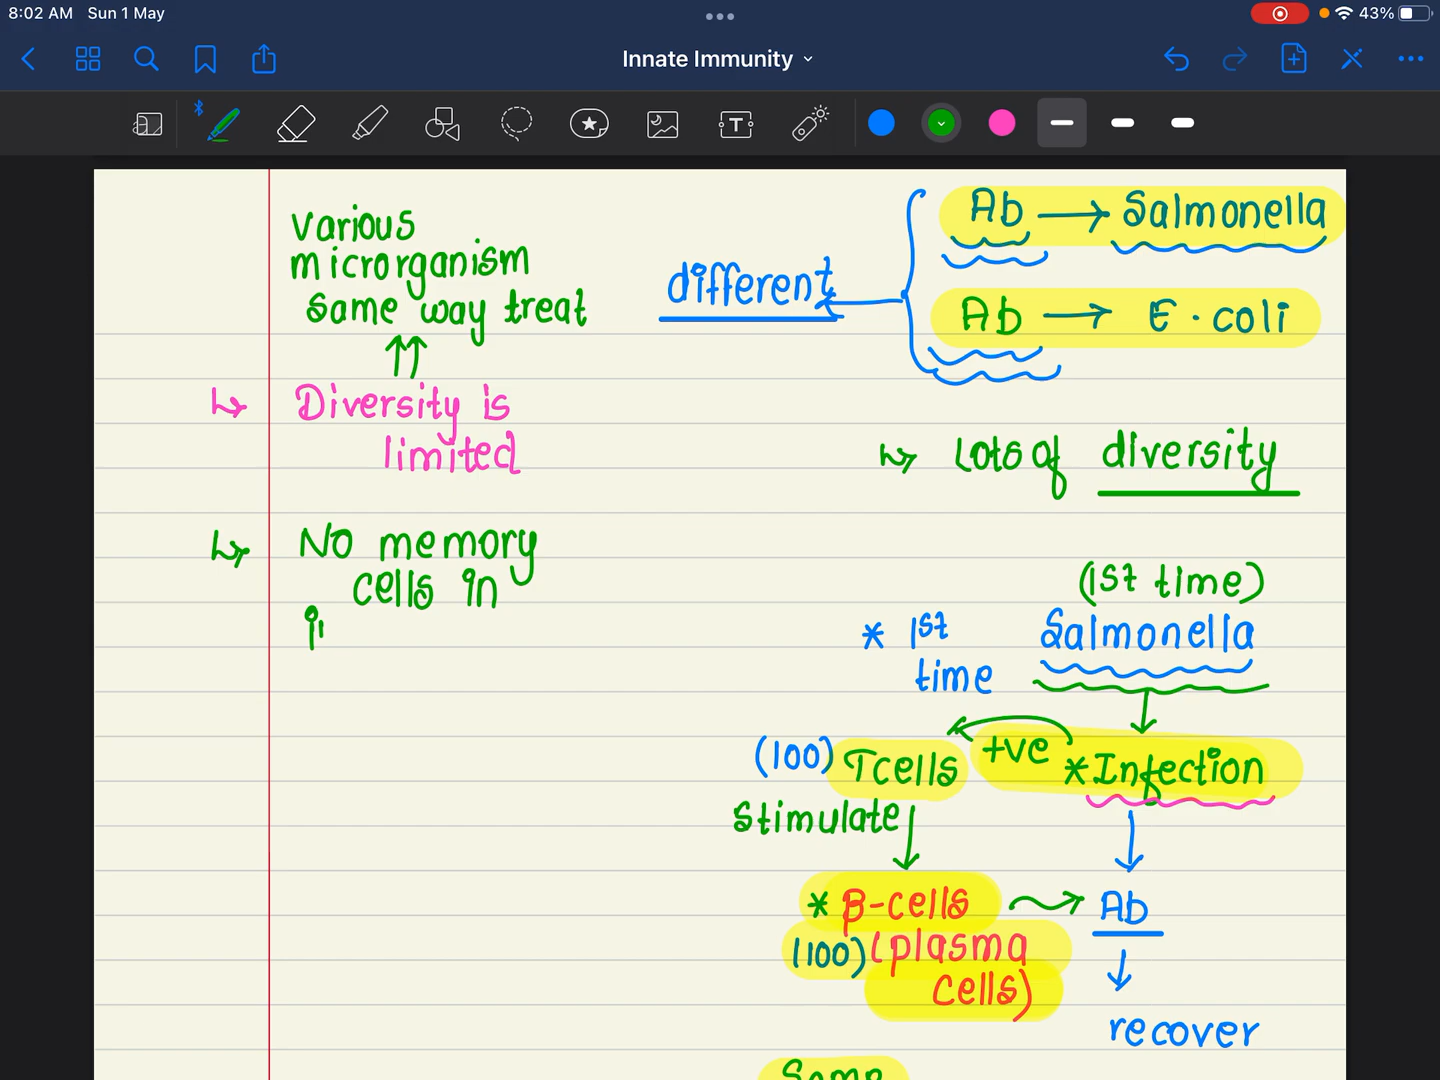 8:02 AM Sun 1 May
43%
Innate Immunity
T
various
microrganism
same way treat
Diversity is
limited
No memory
cells in
different
Ab → Salmonella
Ab → E. coli
Lots of diversity
(1st time)
* 1st Salmonella
time
(100) Tcells +ve *Infection
stimulate
* B-cells Ab
(100) (plasma
cells)
recover
Same